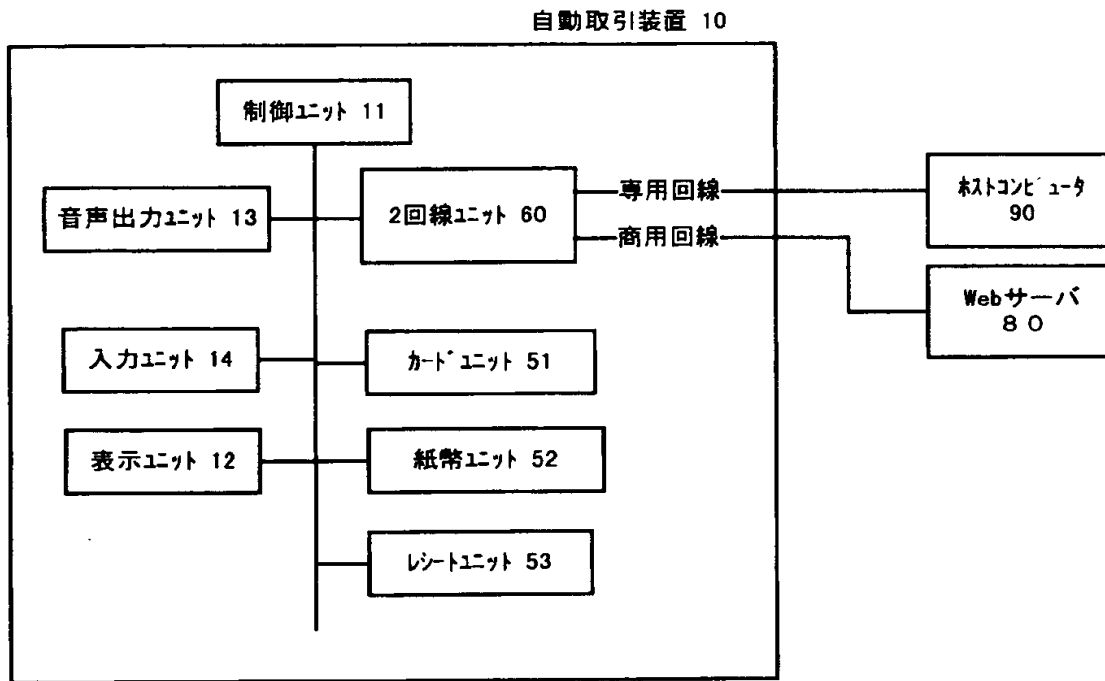 自動取引装置 10
制御ユニット 11
音声出力ユニット 13
2回線ユニット 60
専用回線
商用回線
ホストコンピュータ
90
Webサーバ
８０
入力ユニット 14
カードユニット 51
表示ユニット 12
紙幣ユニット 52
レシートユニット 53